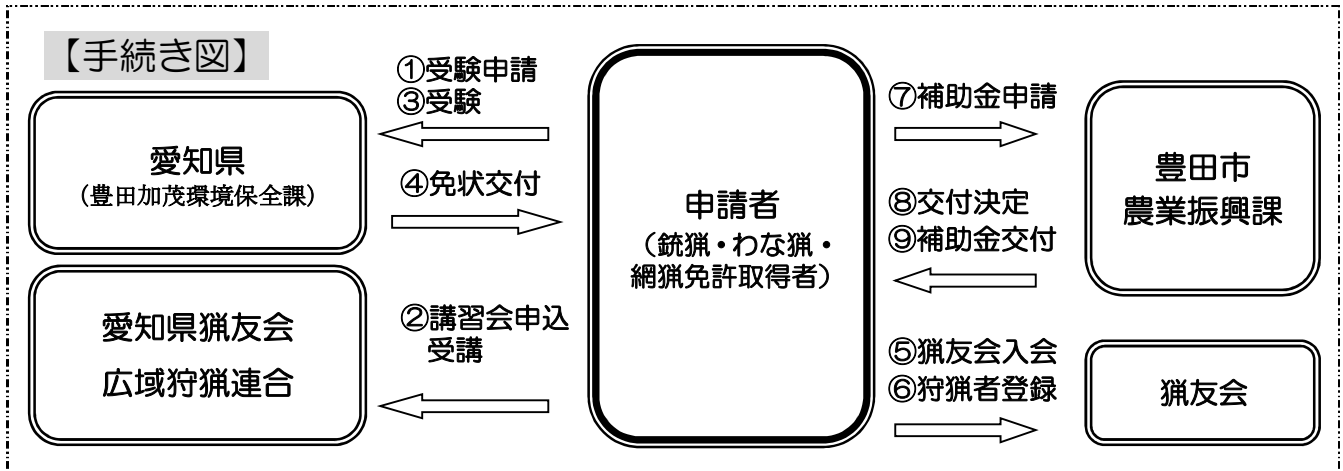 【手続き図】
①受験申請
③受験
愛知県
(豊田加茂環境保全課)
④免状交付
愛知県猟友会
広域狩猟連合
②講習会申込
受講
申請者
(銃猟・わな猟・
網猟免許取得者)
⑦補助金申請
豊田市
農業振興課
⑧交付決定
⑨補助金交付
⑤猟友会入会
⑥狩猟者登録
猟友会